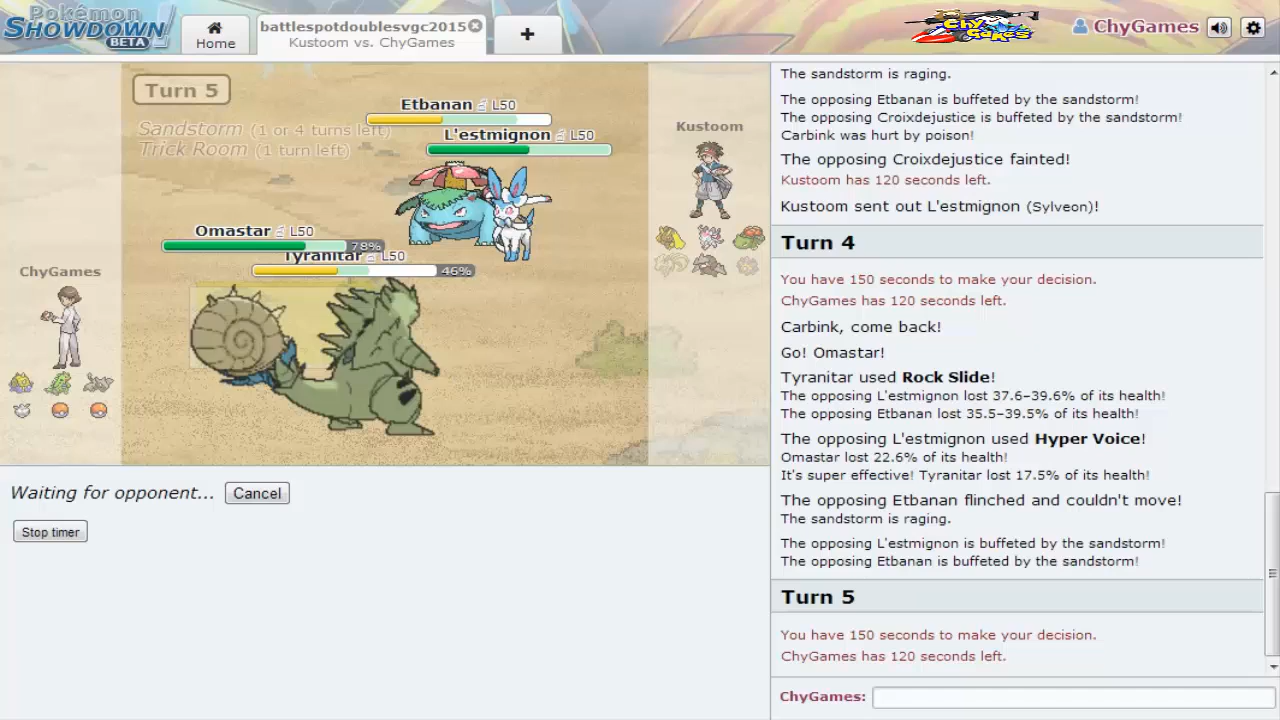 Pokémon
SHOWDOWN
BETA
Home
battlespotdoublesvgc2015
Kustoom vs. ChyGames
+
CHY
GAMES
ChyGames
Turn 5
Sandstorm (1 or 4 turns left)
Trick Room (1 turn left)
Etbanan L50
L'estmignon L50
Omastar L50
78%
Tyranitar L50
46%
Kustoom
ChyGames
Waiting for opponent... Cancel
Stop timer
The sandstorm is raging.
The opposing Etbanan is buffeted by the sandstorm!
The opposing Croixdejustice is buffeted by the sandstorm!
Carbink was hurt by poison!
The opposing Croixdejustice fainted!
Kustoom has 120 seconds left.
Kustoom sent out L'estmignon (Sylveon)!
Turn 4
You have 150 seconds to make your decision.
ChyGames has 120 seconds left.
Carbink, come back!
Go! Omastar!
Tyranitar used Rock Slide!
The opposing L'estmignon lost 37.6–39.6% of its health!
The opposing Etbanan lost 35.5–39.5% of its health!
The opposing L'estmignon used Hyper Voice!
Omastar lost 22.6% of its health!
It's super effective! Tyranitar lost 17.5% of its health!
The opposing Etbanan flinched and couldn't move!
The sandstorm is raging.
The opposing L'estmignon is buffeted by the sandstorm!
The opposing Etbanan is buffeted by the sandstorm!
Turn 5
You have 150 seconds to make your decision.
ChyGames has 120 seconds left.
ChyGames: